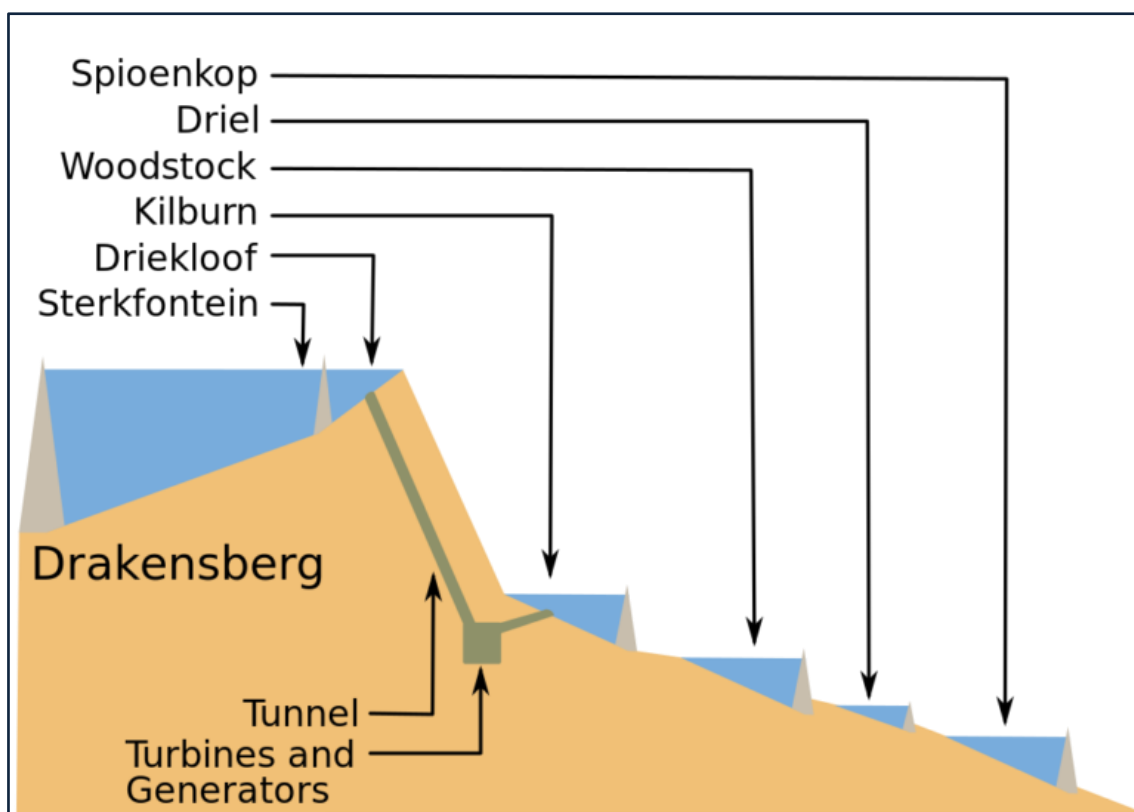 Spioenkop
Driel
Woodstock
Kilburn
Driekloof
Sterkfontein
Drakensberg
Tunnel
Turbines and
Generators